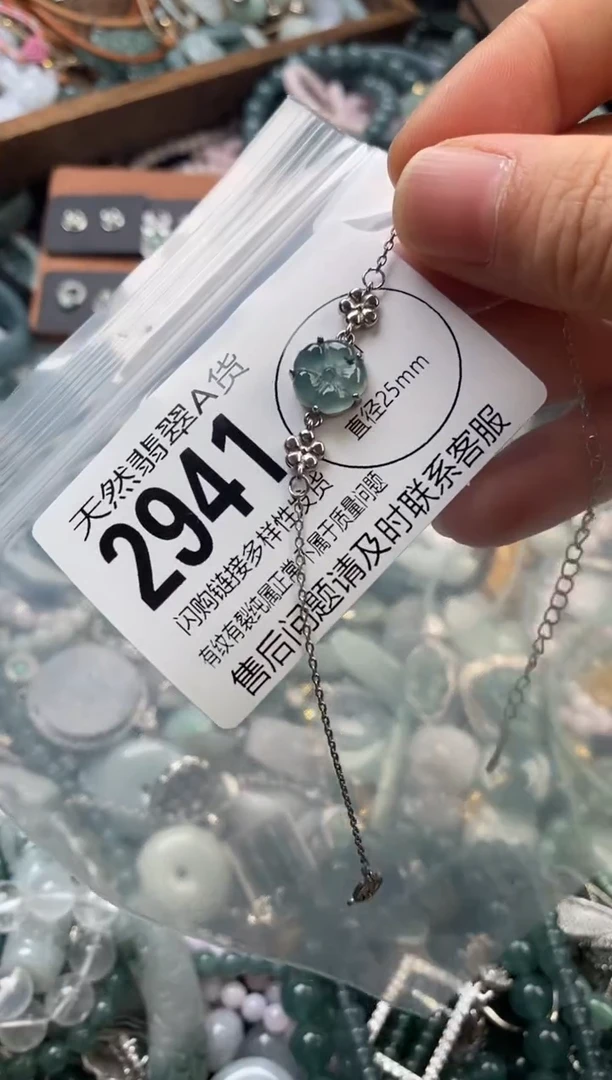 天然翡翠A货
2941
直径25mm
闪购链接多样性发货
有纹有裂纯属正常不属于质量问题
售后问题请及时联系客服